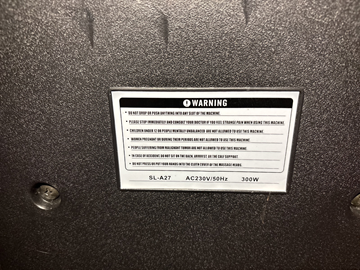 WARNING
• DO NOT DROP OR PUSH ANYTHING INTO ANY SLOT OF THE MACHINE.
• PLEASE STOP IMMEDIATELY AND CONSULT YOUR DOCTOR IF YOU FEEL STRANGE PAIN WHEN USING THIS MACHINE.
• CHILDREN UNDER 12 OR PEOPLE MENTALLY UNBALANCED ARE NOT ALLOWED TO USE THIS MACHINE.
• WOMEN PREGNANT OR DURING THEIR PERIODS ARE NOT ALLOWED TO USE THIS MACHINE.
• PEOPLE SUFFERING FROM MALIGNANT TUMOR ARE NOT ALLOWED TO USE THIS MACHINE.
• IN CASE OF ACCIDENT, DO NOT SIT ON THE BACK, ARMREST OR THE CALF SUPPORT.
• DO NOT PRESS OR PUT YOUR HANDS INTO THE CLOTH COVER OF THE MASSAGE HEADS.
SL-A27 AC230V/50Hz 300W